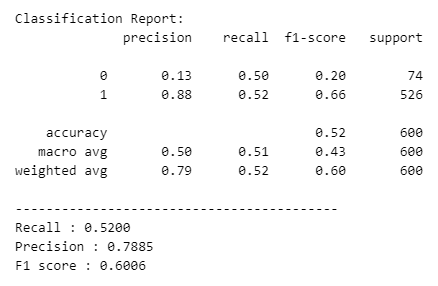 Classification Report:
precision recall f1-score support
0 0.13 0.50 0.20 74
1 0.88 0.52 0.66 526
accuracy 0.52 600
macro avg 0.50 0.51 0.43 600
weighted avg 0.79 0.52 0.60 600
----------------------------------------
Recall : 0.5200
Precision : 0.7885
F1 score : 0.6006